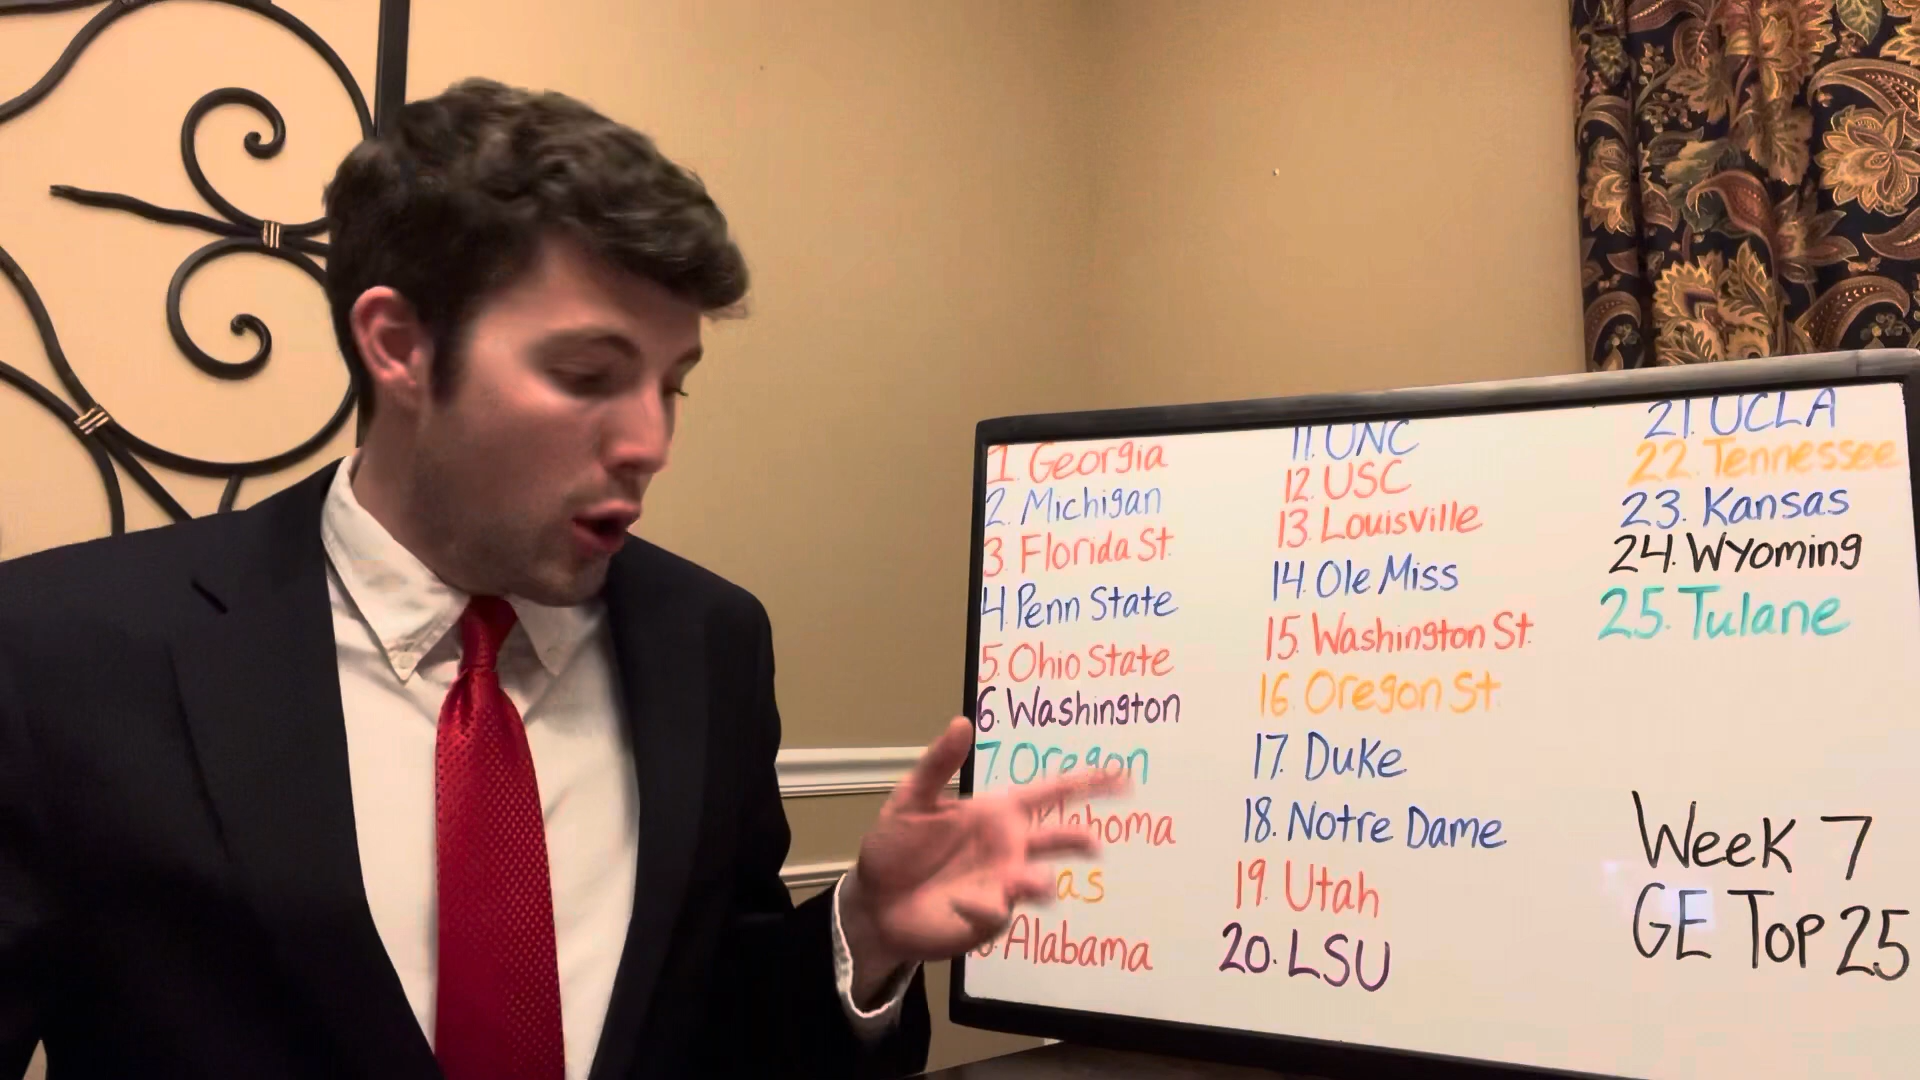 1. Georgia
2. Michigan
3. Florida St.
4 Penn State
5. Ohio State
6. Washington
7. Oregon
Alabama
11. UNC
12. USC
13. Louisville
14. Ole Miss
15. Washington St.
16. Oregon St.
17. Duke
18. Notre Dame
19. Utah
20. LSU
21. UCLA
22. Tennessee
23. Kansas
24. Wyoming
25. Tulane
Week 7
GE Top 25